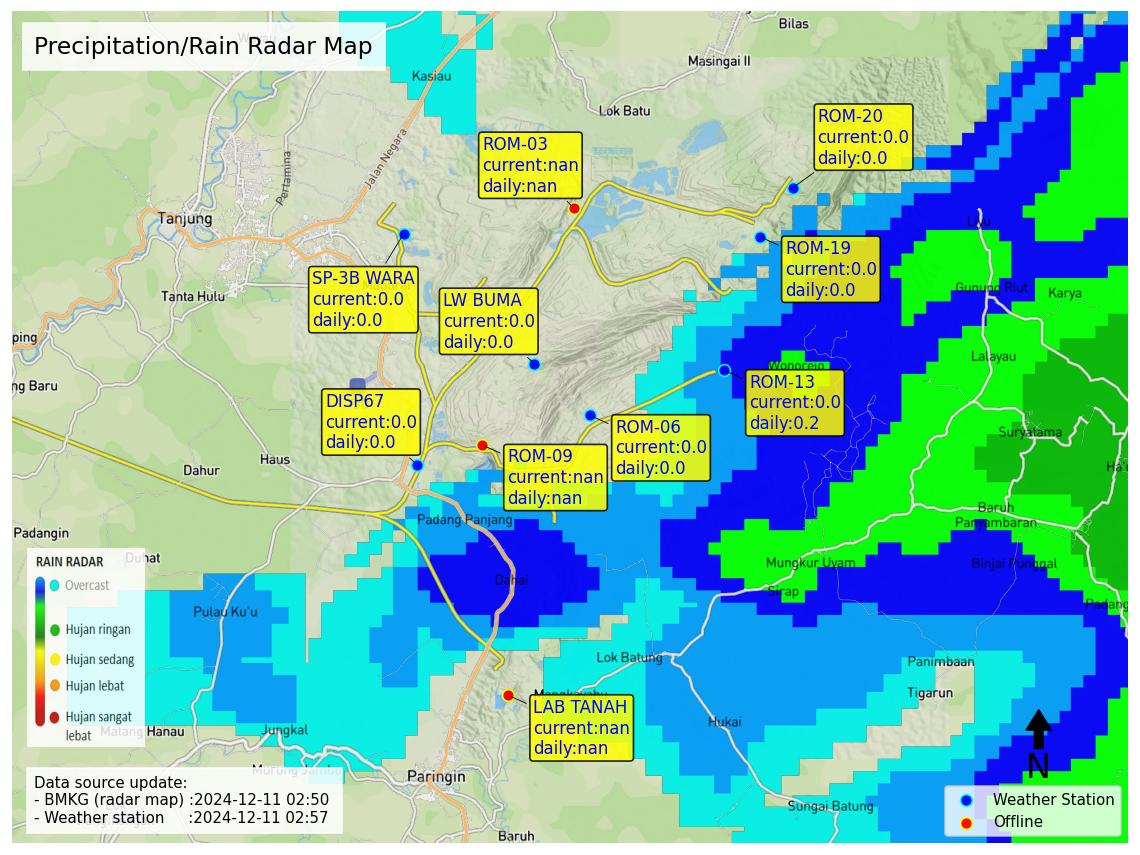 Precipitation/Rain Radar Map
Bilas
Masingai II
Kasiau
Lok Batu
ROM-20
current:0.0
daily:0.0
ROM-03
current:nan
daily:nan
Jalan Negara
Pertamina
Tanjung
Liyu
ROM-19
current:0.0
daily:0.0
SP-3B WARA
current:0.0
daily:0.0
LW BUMA
current:0.0
daily:0.0
Tanta Hulu
Gunung Riut
Karya
ping
Lalayau
Wonorejo
ng Baru
ROM-13
current:0.0
daily:0.2
DISP67
current:0.0
daily:0.0
ROM-06
current:0.0
daily:0.0
Suryatama
Haus
Dahur
ROM-09
current:nan
daily:nan
Baruh
Panyambaran
Padang Panjang
Padangin
Duhat
Mungkur Uyam
Binjai Punggal
Dahai
Sirap
Padang
RAIN RADAR
Overcast
Hujan ringan
Hujan sedang
Hujan lebat
Hujan sangat
lebat
Pulau Ku'u
Lok Batung
Panimbaan
Tigarun
LAB TANAH
current:nan
daily:nan
Hukai
Matang Hanau
Jungkal
Paringin
N
Data source update:
- BMKG (radar map) :2024-12-11 02:50
- Weather station :2024-12-11 02:57
Weather Station
Offline
Sungai Batung
Baruh